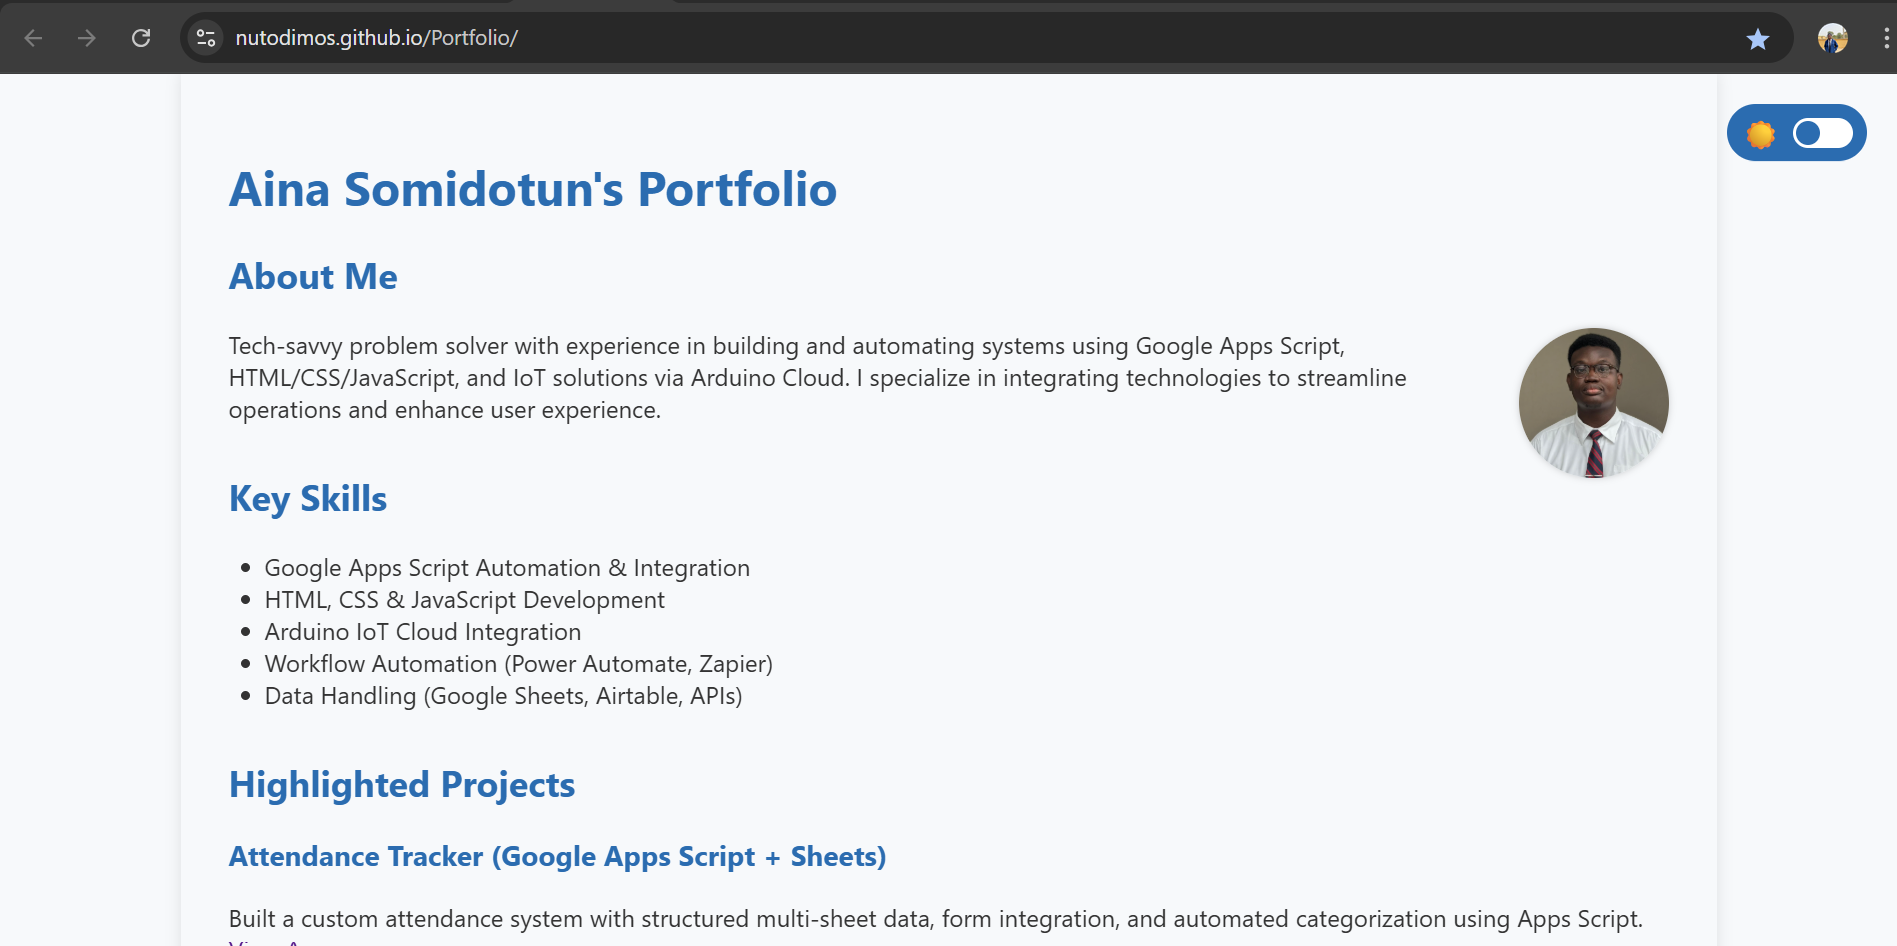 nutodimos.github.io/Portfolio/
Aina Somidotun's Portfolio
About Me
Tech-savvy problem solver with experience in building and automating systems using Google Apps Script,
HTML/CSS/JavaScript, and IoT solutions via Arduino Cloud. I specialize in integrating technologies to streamline
operations and enhance user experience.
Key Skills
Google Apps Script Automation & Integration
HTML, CSS & JavaScript Development
Arduino IoT Cloud Integration
Workflow Automation (Power Automate, Zapier)
Data Handling (Google Sheets, Airtable, APIs)
Highlighted Projects
Attendance Tracker (Google Apps Script + Sheets)
Built a custom attendance system with structured multi-sheet data, form integration, and automated categorization using Apps Script.